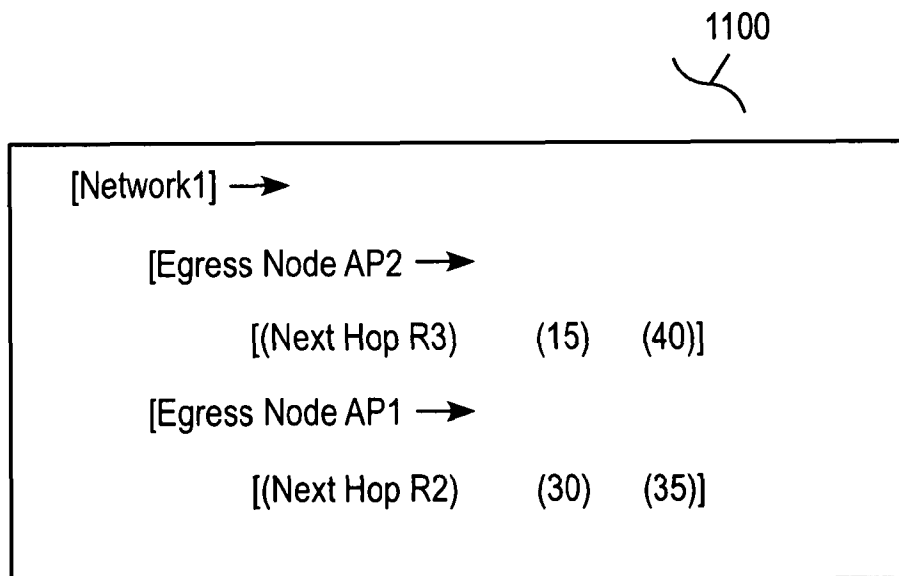 1100
[Network1] →
[Egress Node AP2 →
[(Next Hop R3) (15) (40)]
[Egress Node AP1 →
[(Next Hop R2) (30) (35)]